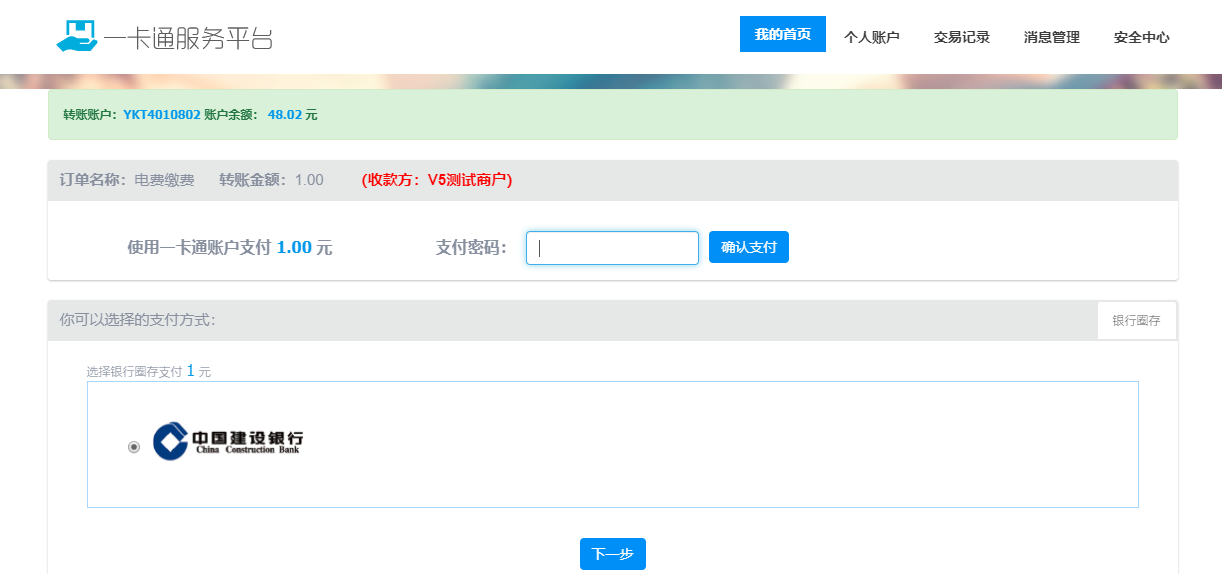 一卡通服务平台
我的首页 个人账户 交易记录 消息管理 安全中心
转账账户：YKT4010802 账户余额： 48.02 元
订单名称：电费缴费 转账金额：1.00 (收款方：V5测试商户)
使用一卡通账户支付 1.00 元 支付密码： 确认支付
你可以选择的支付方式： 银行圈存
选择银行圈存支付 1 元
中国建设银行
China Construction Bank
下一步